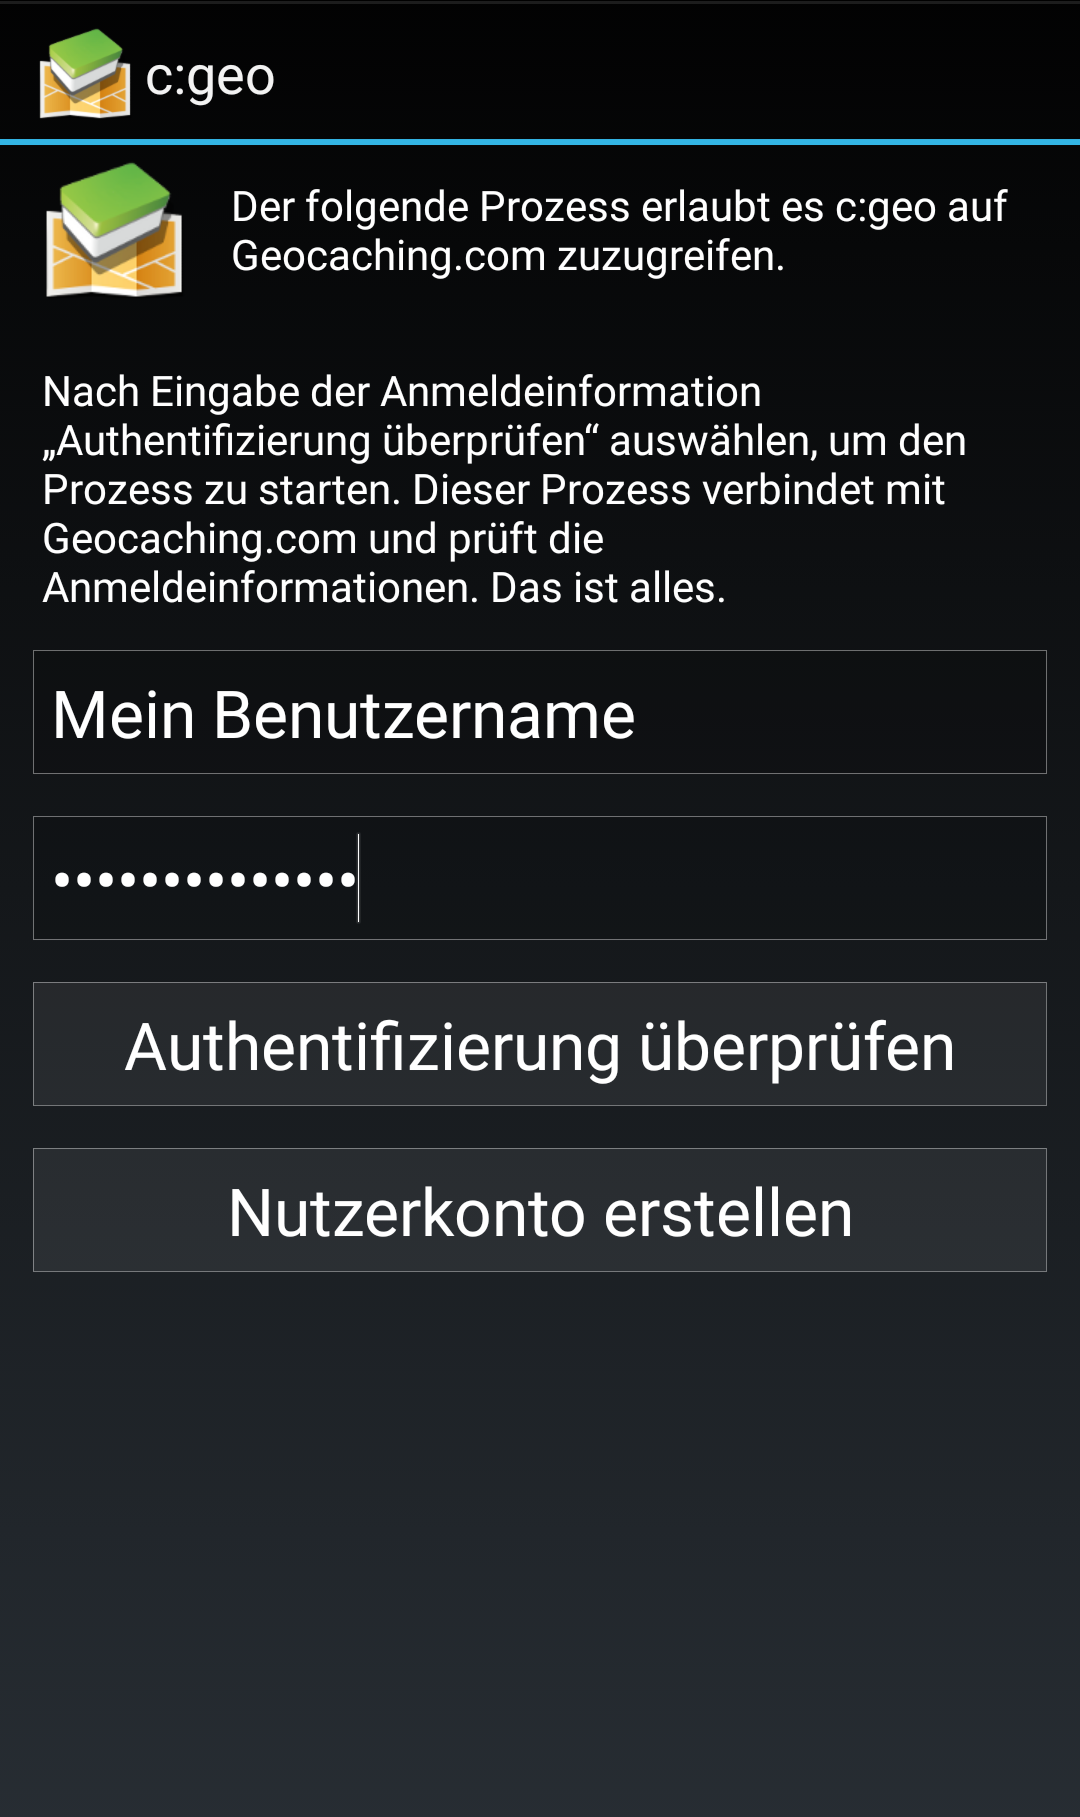 c:geo
Der folgende Prozess erlaubt es c:geo auf
Geocaching.com zuzugreifen.
Nach Eingabe der Anmeldeinformation
„Authentifizierung überprüfen“ auswählen, um den
Prozess zu starten. Dieser Prozess verbindet mit
Geocaching.com und prüft die
Anmeldeinformationen. Das ist alles.
Mein Benutzername
••••••••••••••
Authentifizierung überprüfen
Nutzerkonto erstellen